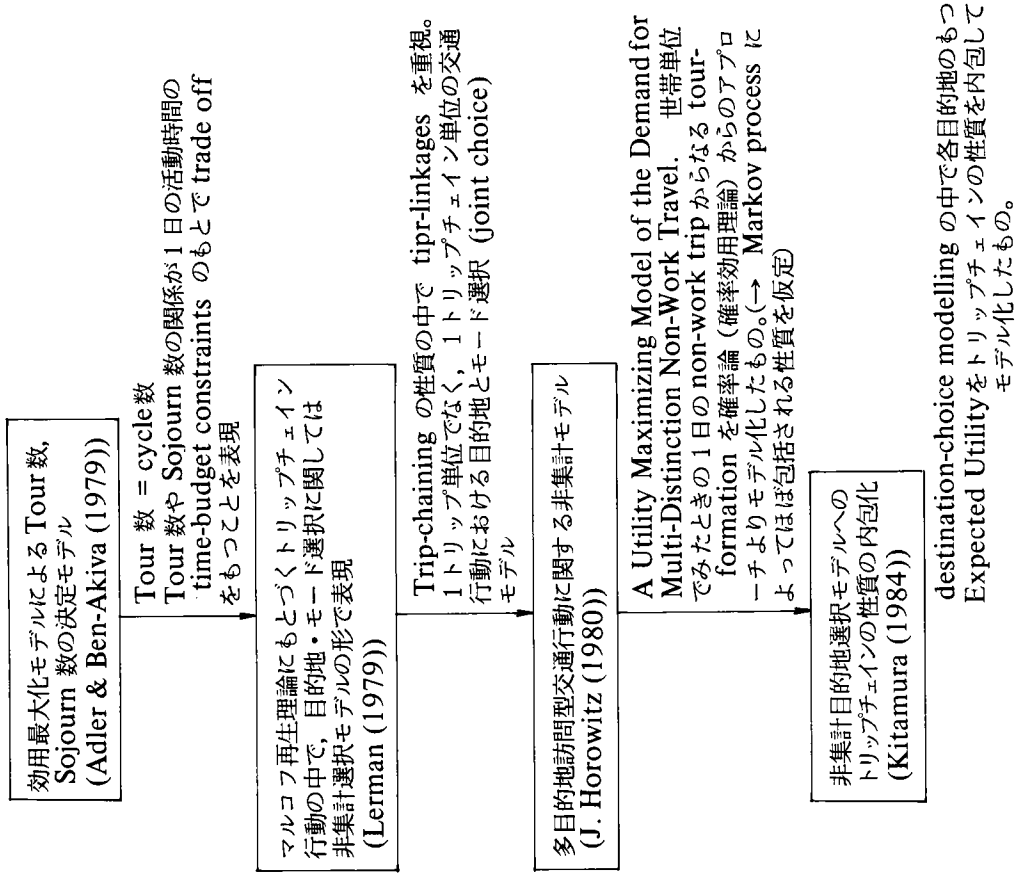 効用最大化モデルによるTour 数,
Sojourn 数の決定モデル
(Adler & Ben-Akiva (1979))
Tour 数 = cycle数
Tour 数や Sojourn 数の関係が1日の活動時間の
time-budget constraints のもとで trade off
をもつことを表現
マルコフ再生理論にもとづくトリップチェイン
行動の中で，目的地・モード選択に関しては
非集計選択モデルの形で表現
(Lerman (1979))
Trip-chaining の性質の中で tipr-linkages を重視。
1トリップ単位でなく，1トリップチェイン単位の交通
行動における目的地とモード選択 (joint choice)
モデル
多目的地訪問型交通行動に関する非集計モデル
(J. Horowitz (1980))
A Utility Maximizing Model of the Demand for
Multi-Distinction Non-Work Travel. 世帯単位
でみたときの1日の non-work trip からなる tour-
formation を確率論（確率効用理論）からのアプロ
ーチよりモデル化したもの。(→ Markov process に
よってほぼ包括される性質を仮定)
非集計目的地選択モデルへの
トリップチェインの性質の内包化
(Kitamura (1984))
destination-choice modelling の中で各目的地のもつ
Expected Utilityをトリップチェインの性質を内包して
モデル化したもの。